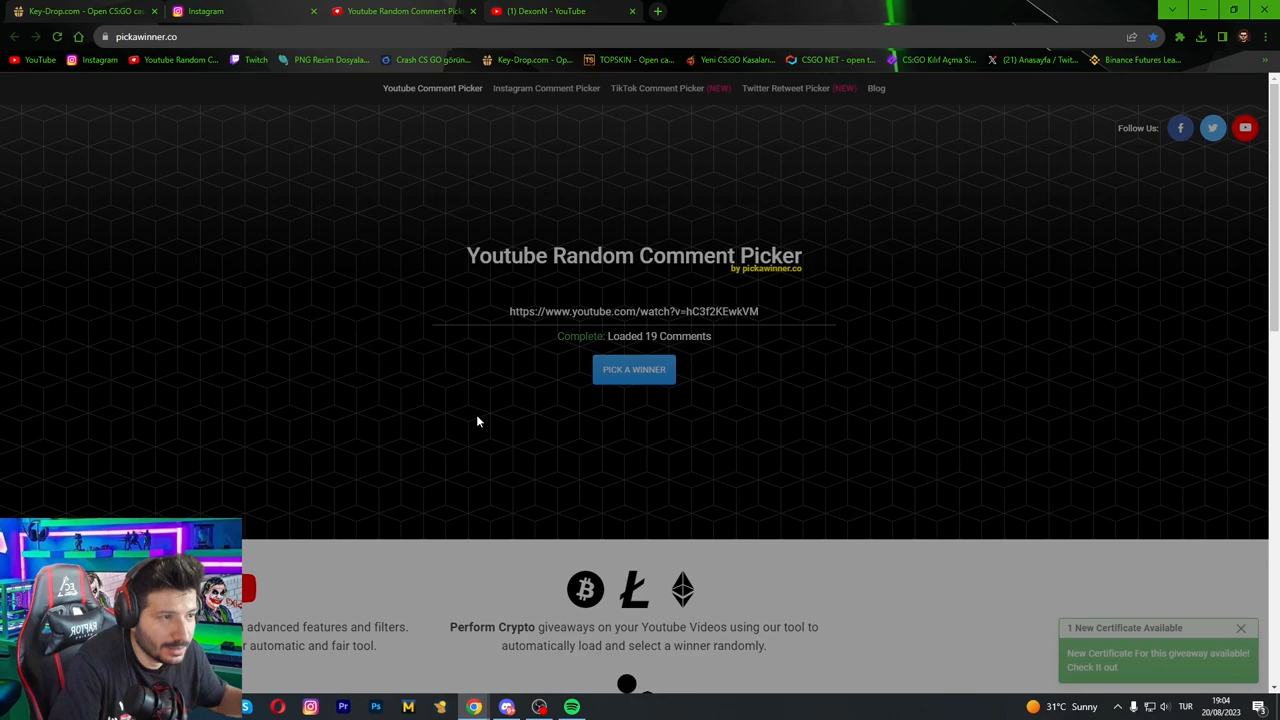 Key-Drop.com - Open CS:GO cas
Instagram
Youtube Random Comment Picke
(1) DexonN - YouTube
pickawinner.co
YouTube
Instagram
Youtube Random C...
Twitch
PNG Resim Dosyala...
Crash CS GO görün...
Key-Drop.com - Op...
TOPSKIN - Open ca...
Yeni CS:GO Kasaları...
CSGO NET - open t...
CS:GO Kılıf Açma Si...
(21) Anasayfa / Twit...
Binance Futures Lea...
Youtube Comment Picker
Instagram Comment Picker
TikTok Comment Picker (NEW)
Twitter Retweet Picker (NEW)
Blog
Follow Us:
Youtube Random Comment Picker
by pickawinner.co
https://www.youtube.com/watch?v=hC3f2KEwkVM
Complete: Loaded 19 Comments
PICK A WINNER
advanced features and filters.
r automatic and fair tool.
Perform Crypto giveaways on your Youtube Videos using our tool to
automatically load and select a winner randomly.
1 New Certificate Available
New Certificate For this giveaway available!
Check It out
RAPTOR
31°C Sunny
TUR
19:04
20/08/2023